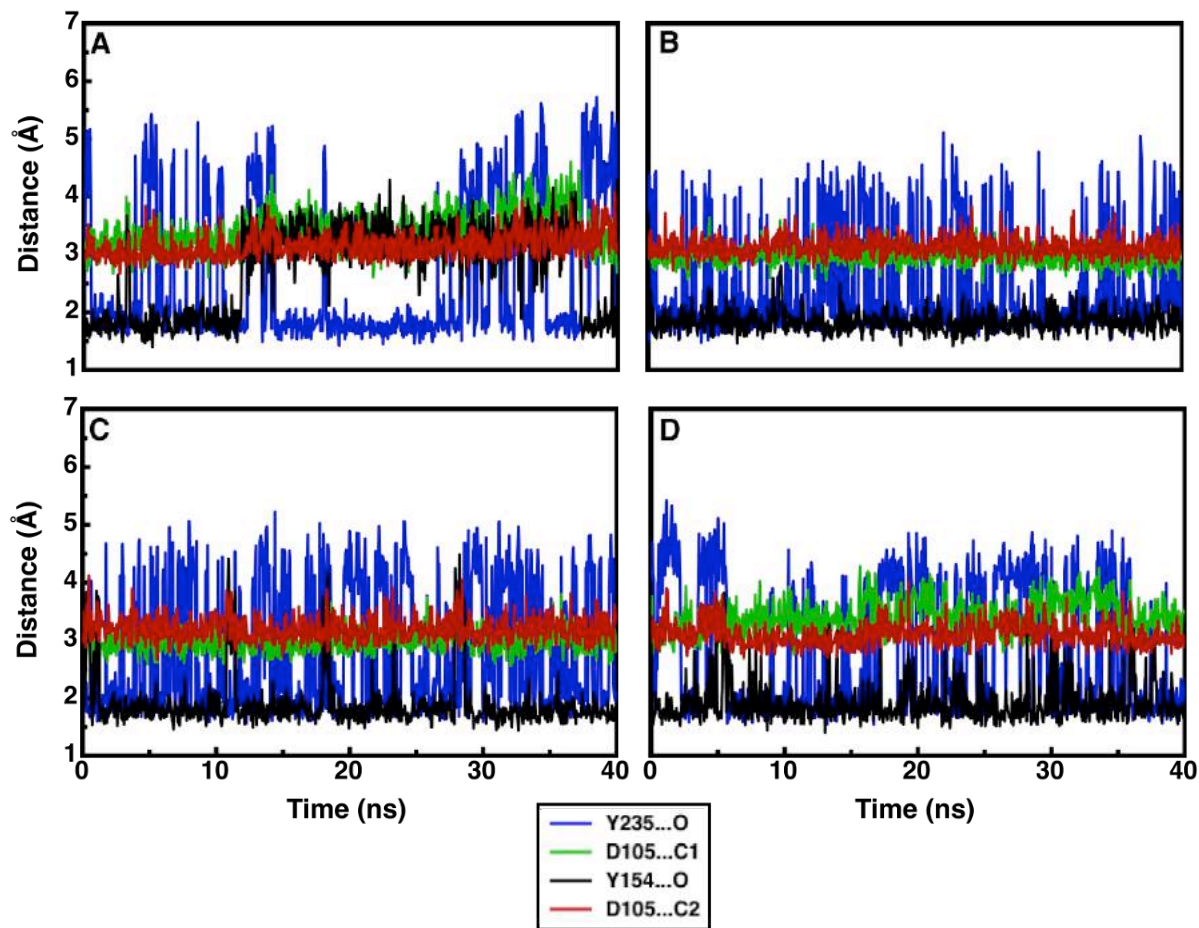 7
A
B
6
5
4
3
2
1
Distance (Å)
7
C
D
6
5
4
3
2
1
Distance (Å)
0 10 20 30 40 0 10 20 30 40
Time (ns) Time (ns)
Y235...O
D105...C1
Y154...O
D105...C2